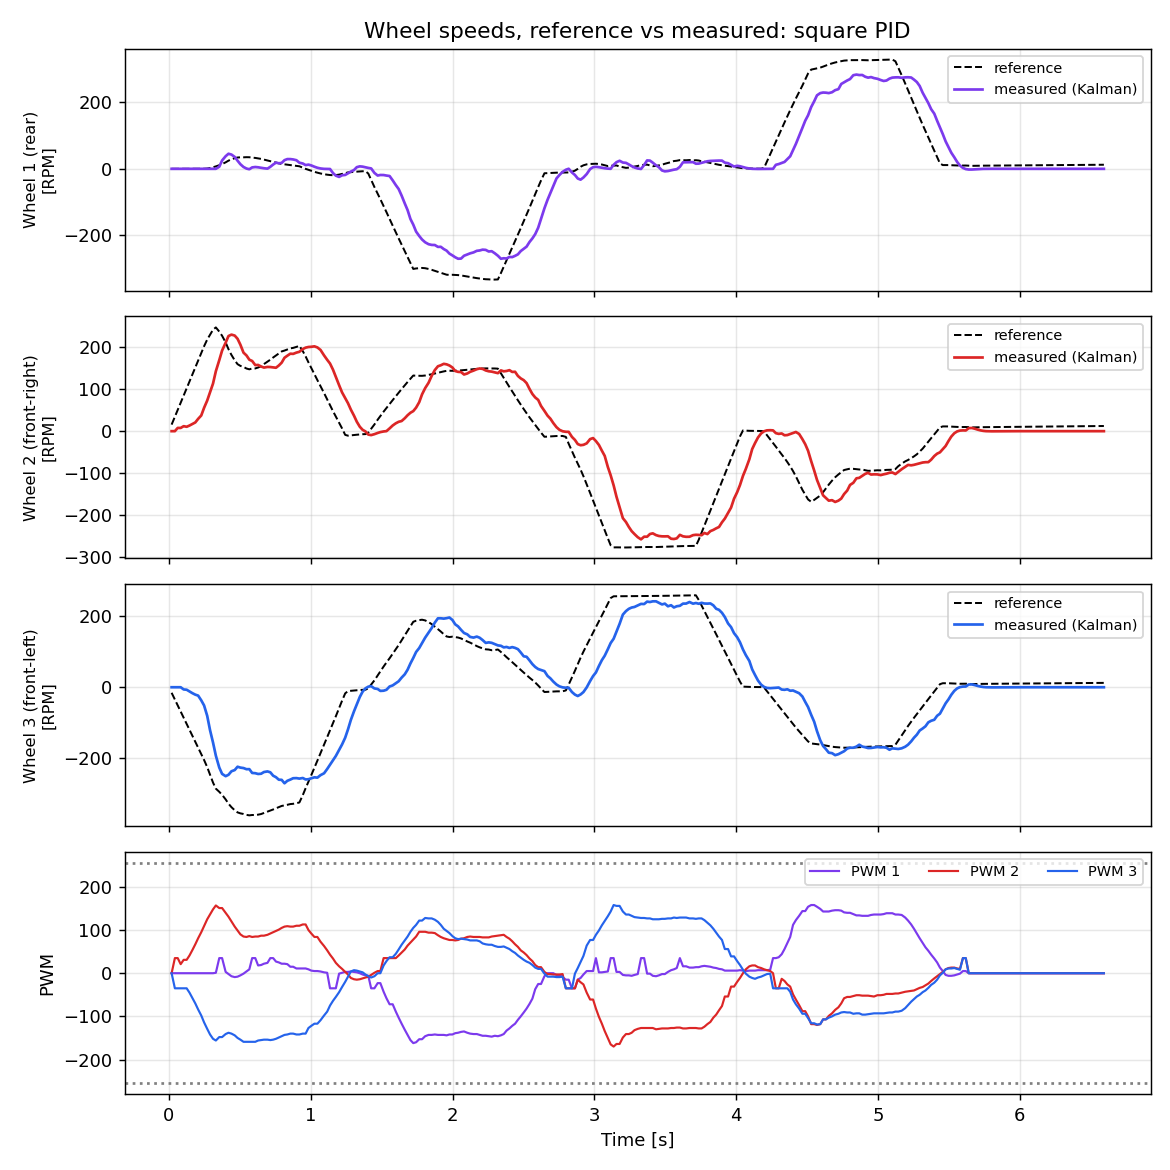 Wheel speeds, reference vs measured: square PID
Wheel 1 (rear)
[RPM]
200
0
−200
reference
measured (Kalman)
Wheel 2 (front-right)
[RPM]
200
100
0
−100
−200
−300
reference
measured (Kalman)
Wheel 3 (front-left)
[RPM]
200
0
−200
reference
measured (Kalman)
PWM
200
100
0
−100
−200
PWM 1 PWM 2 PWM 3
0 1 2 3 4 5 6
Time [s]